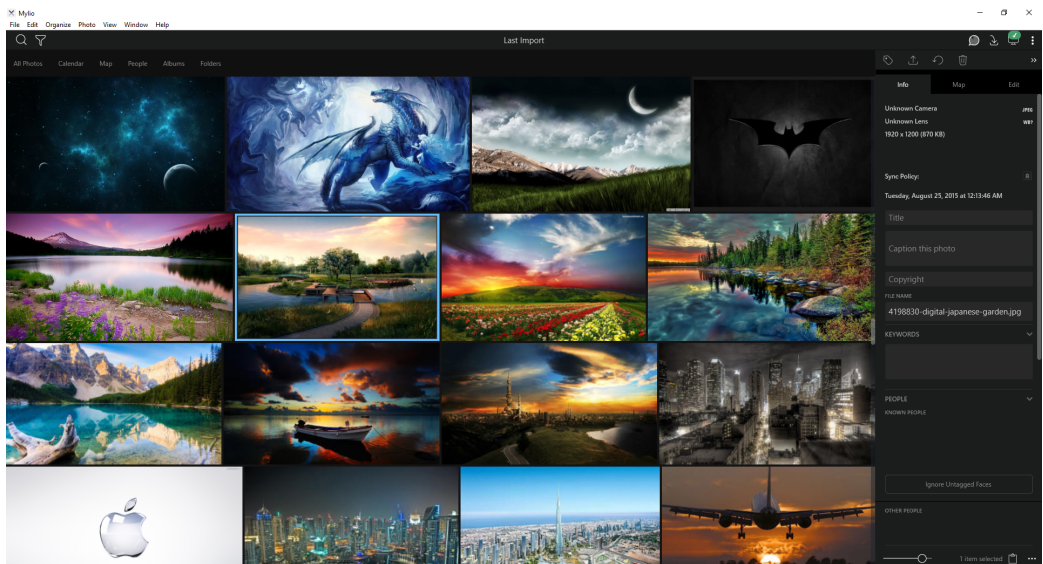 Mylio
File Edit Organize Photo View Window Help
Last Import
All Photos Calendar Map People Albums Folders
Info Map Edit
Unknown Camera JPEG
Unknown Lens WB?
1920 x 1200 (870 KB)
Sync Policy: R
Tuesday, August 25, 2015 at 12:13:46 AM
Title
Caption this photo
Copyright
FILE NAME
4198830-digital-japanese-garden.jpg
KEYWORDS
PEOPLE
KNOWN PEOPLE
Ignore Untagged Faces
OTHER PEOPLE
1 item selected